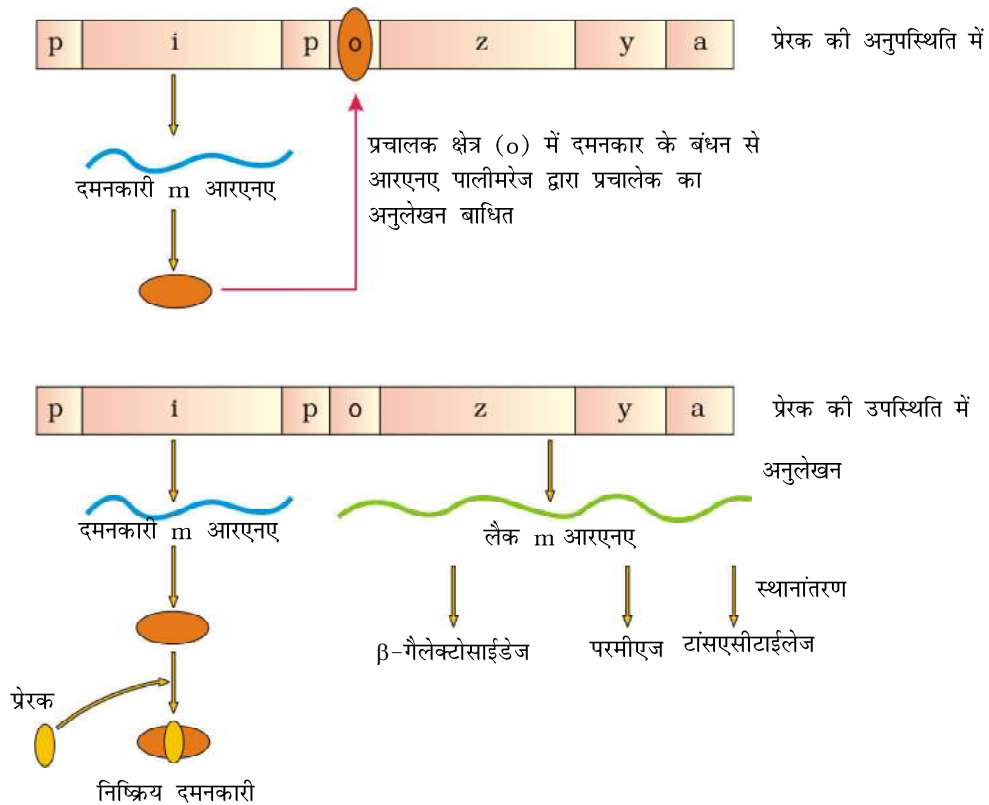 p i p o z y a प्रेरक की अनुपस्थिति में
प्रचालक क्षेत्र (o) में दमनकार के बंधन से
आरएनए पालीमरेज द्वारा प्रचालेक का
अनुलेखन बाधित
दमनकारी m आरएनए
p i p o z y a प्रेरक की उपस्थिति में
अनुलेखन
दमनकारी m आरएनए
लैक m आरएनए
स्थानांतरण
β-गैलेक्टोसाईडेज परमीएज टांसएसीटाईलेज
प्रेरक
निष्क्रिय दमनकारी